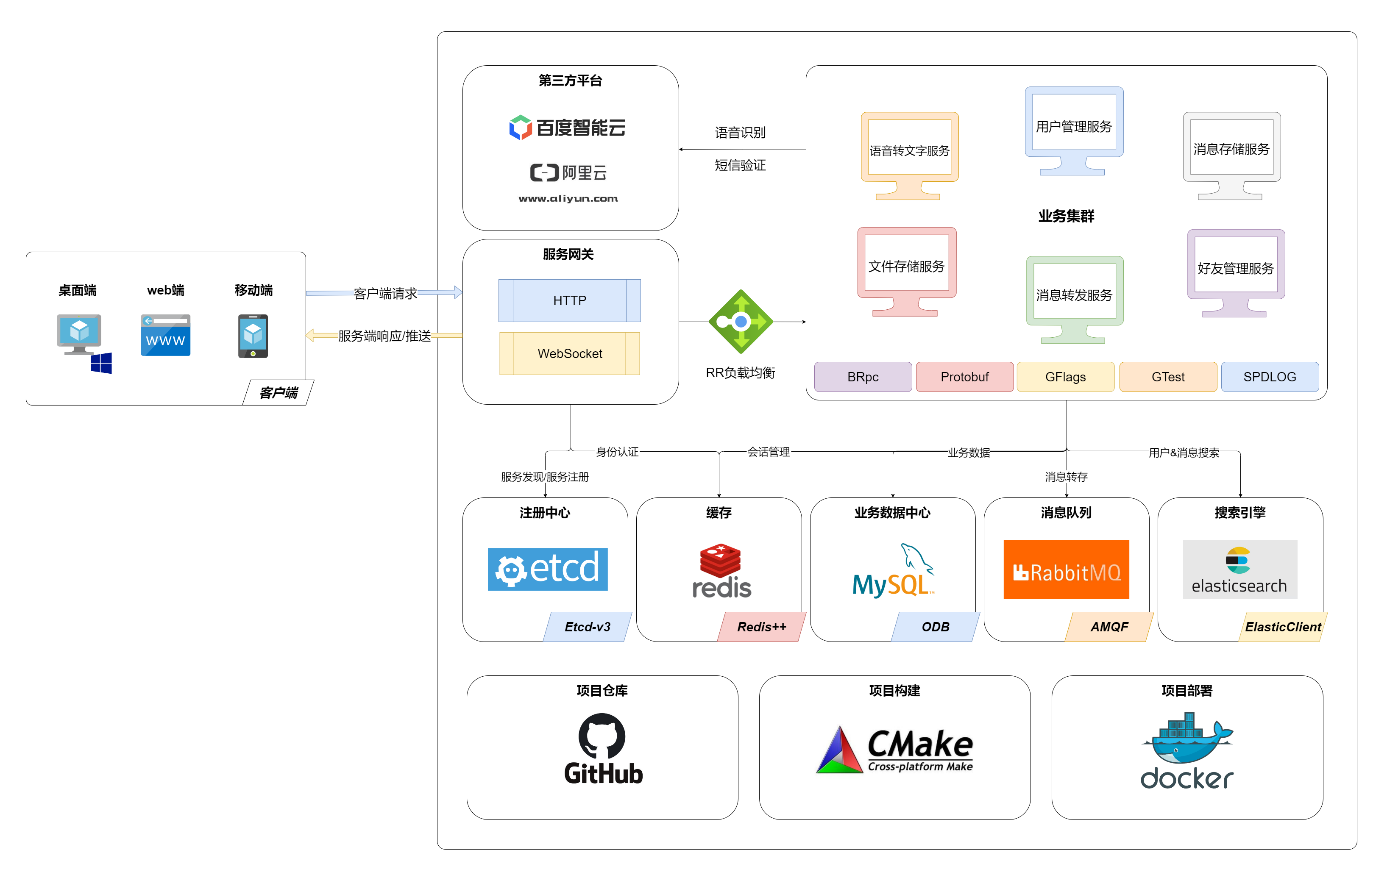 第三方平台
百度智能云
阿里云
www.aliyun.com
语音识别
短信验证
语音转文字服务
用户管理服务
消息存储服务
业务集群
文件存储服务
消息转发服务
好友管理服务
BRpc
Protobuf
GFlags
GTest
SPDLOG
桌面端
web端
移动端
WWW
客户端
客户端请求
服务端响应/推送
服务网关
HTTP
WebSocket
RR负载均衡
身份认证
会话管理
业务数据
用户&消息搜索
服务发现/服务注册
消息转存
注册中心
etcd
Etcd-v3
缓存
redis
Redis++
业务数据中心
MySQL
ODB
消息队列
RabbitMQ
AMQF
搜索引擎
elasticsearch
ElasticClient
项目仓库
GitHub
项目构建
CMake
Cross-platform Make
项目部署
docker